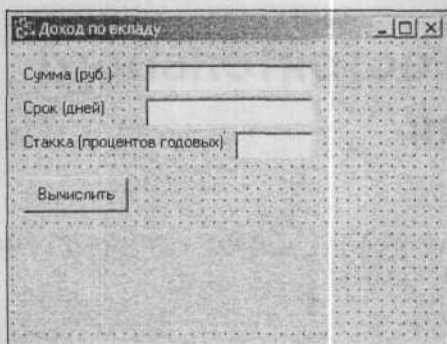 Доход по вкладу
Сумма (руб.)
Срок (дней)
Стакка (процентов годовых)
Вычислить